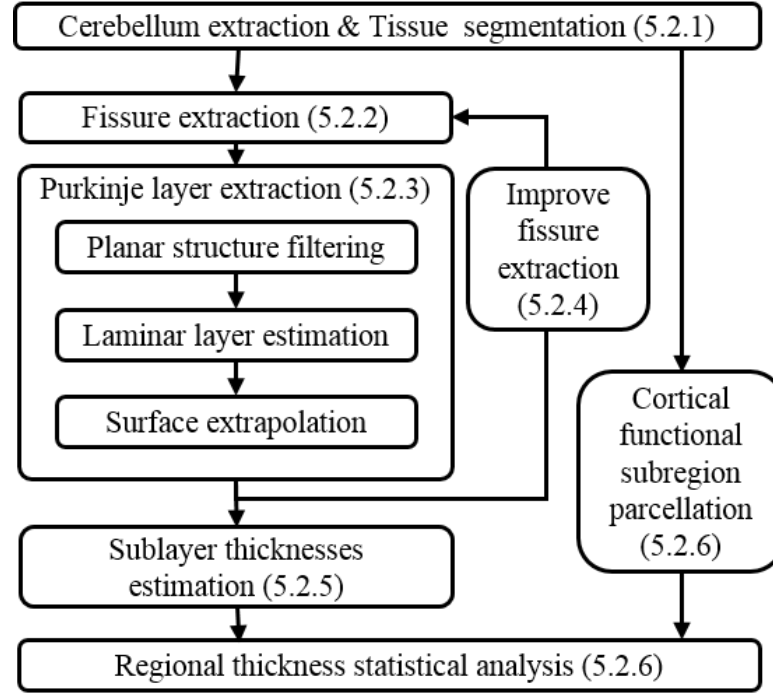 Cerebellum extraction & Tissue segmentation (5.2.1)
Fissure extraction (5.2.2)
Purkinje layer extraction (5.2.3)
Planar structure filtering
Laminar layer estimation
Surface extrapolation
Improve
fissure
extraction
(5.2.4)
Cortical
functional
subregion
parcellation
(5.2.6)
Sublayer thicknesses
estimation (5.2.5)
Regional thickness statistical analysis (5.2.6)